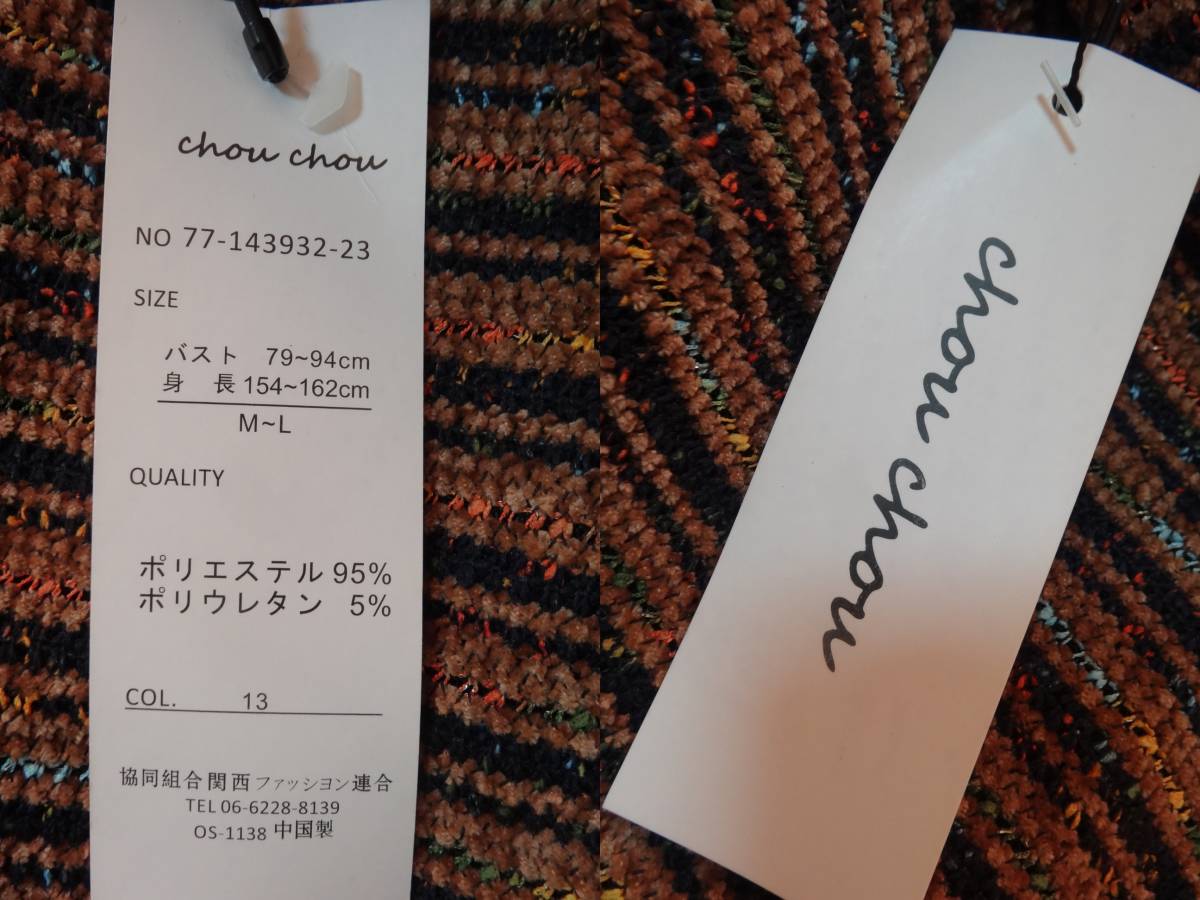 chou chou
NO 77-143932-23
SIZE
バスト 79~94cm
身 長 154~162cm
M~L
QUALITY
ポリエステル 95%
ポリウレタン 5%
COL. 13
協同組合関西ファッション連合
TEL 06-6228-8139
OS-1138 中国製
chou chou